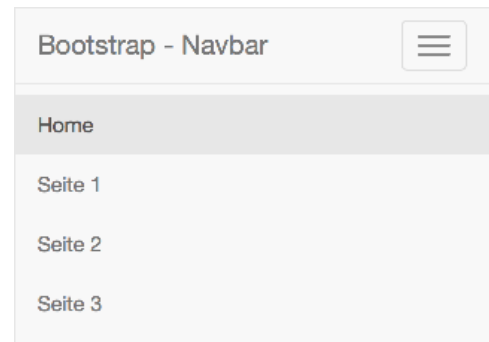 Bootstrap - Navbar
Home
Seite 1
Seite 2
Seite 3